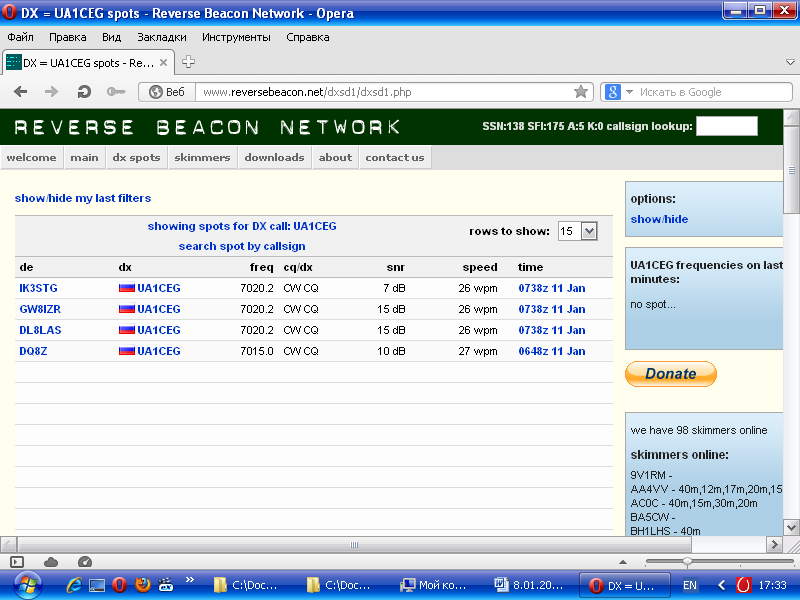 DX = UA1CEG spots - Reverse Beacon Network - Opera
Файл Правка Вид Закладки Инструменты Справка
DX = UA1CEG spots - Re...
Веб www.reversebeacon.net/dxsd1/dxsd1.php Искать в Google
REVERSE BEACON NETWORK SSN:138 SFI:175 A:5 K:0 callsign lookup:
welcome main dx spots skimmers downloads about contact us
show/hide my last filters
showing spots for DX call: UA1CEG
search spot by callsign
rows to show: 15
de dx freq cq/dx snr speed time
IK3STG UA1CEG 7020.2 CW CQ 7 dB 26 wpm 0738z 11 Jan
GW8IZR UA1CEG 7020.2 CW CQ 15 dB 26 wpm 0738z 11 Jan
DL8LAS UA1CEG 7020.2 CW CQ 15 dB 26 wpm 0738z 11 Jan
DQ8Z UA1CEG 7015.0 CW CQ 10 dB 27 wpm 0648z 11 Jan
options:
show/hide
UA1CEG frequencies on last
minutes:
no spot...
Donate
we have 98 skimmers online
skimmers online:
9V1RM -
AA4VV - 40m,12m,17m,20m,15
AC0C - 40m,15m,30m,20m
BA5CW -
BH1LHS - 40m
C:\Doc... C:\Doc... Мой ко... 8.01.20... DX = U... EN 17:33